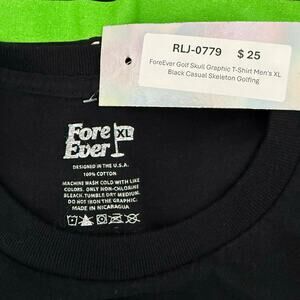 RLJ-0779 $ 25
ForeEver Golf Skull Graphic T-Shirt Men's XL
Black Casual Skeleton Golfing
Fore XL
Ever
DESIGNED IN THE U.S.A.
100% COTTON
MACHINE WASH COLD WITH LIKE
COLORS. ONLY NON-CHLORINE
BLEACH. TUMBLE DRY MEDIUM.
DO NOT IRON THE GRAPHIC.
MADE IN NICARAGUA